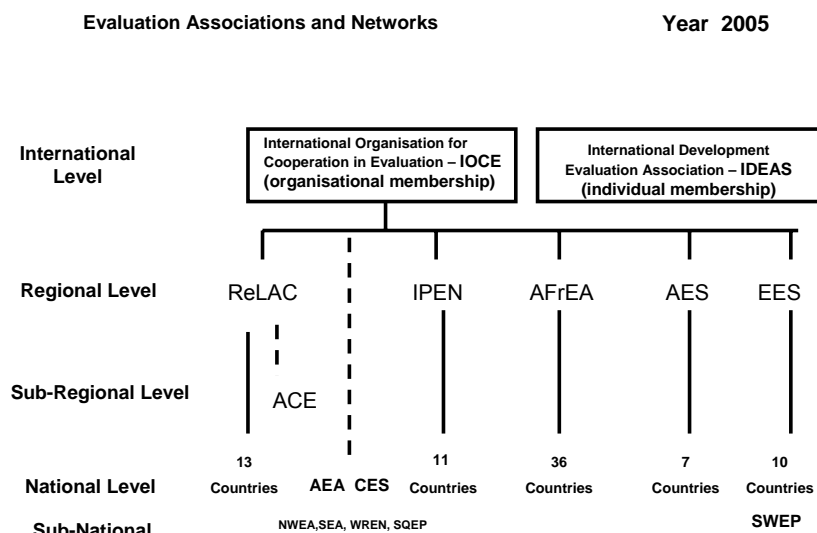 Evaluation Associations and Networks Year 2005
International Organisation for
Cooperation in Evaluation – IOCE
(organisational membership)
International Development
Evaluation Association – IDEAS
(individual membership)
International
Level
Regional Level ReLAC IPEN AFrEA AES EES
Sub-Regional Level ACE
13 11 36 7 10
National Level Countries AEA CES Countries Countries Countries Countries
Sub-National NWEA,SEA, WREN, SQEP SWEP